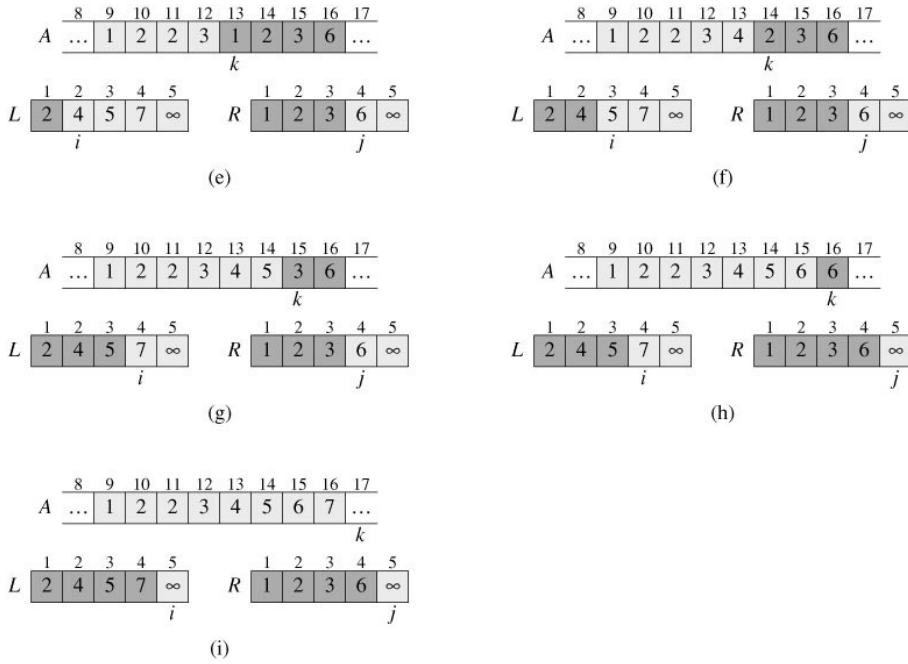 8 9 10 11 12 13 14 15 16 17
A … 1 2 2 3 1 2 3 6 …
k
1 2 3 4 5 1 2 3 4 5
L 2 4 5 7 ∞ R 1 2 3 6 ∞
i j
(e)
8 9 10 11 12 13 14 15 16 17
A … 1 2 2 3 4 2 3 6 …
k
1 2 3 4 5 1 2 3 4 5
L 2 4 5 7 ∞ R 1 2 3 6 ∞
i j
(f)
8 9 10 11 12 13 14 15 16 17
A … 1 2 2 3 4 5 3 6 …
k
1 2 3 4 5 1 2 3 4 5
L 2 4 5 7 ∞ R 1 2 3 6 ∞
i j
(g)
8 9 10 11 12 13 14 15 16 17
A … 1 2 2 3 4 5 6 6 …
k
1 2 3 4 5 1 2 3 4 5
L 2 4 5 7 ∞ R 1 2 3 6 ∞
i j
(h)
8 9 10 11 12 13 14 15 16 17
A … 1 2 2 3 4 5 6 7 …
k
1 2 3 4 5 1 2 3 4 5
L 2 4 5 7 ∞ R 1 2 3 6 ∞
i j
(i)